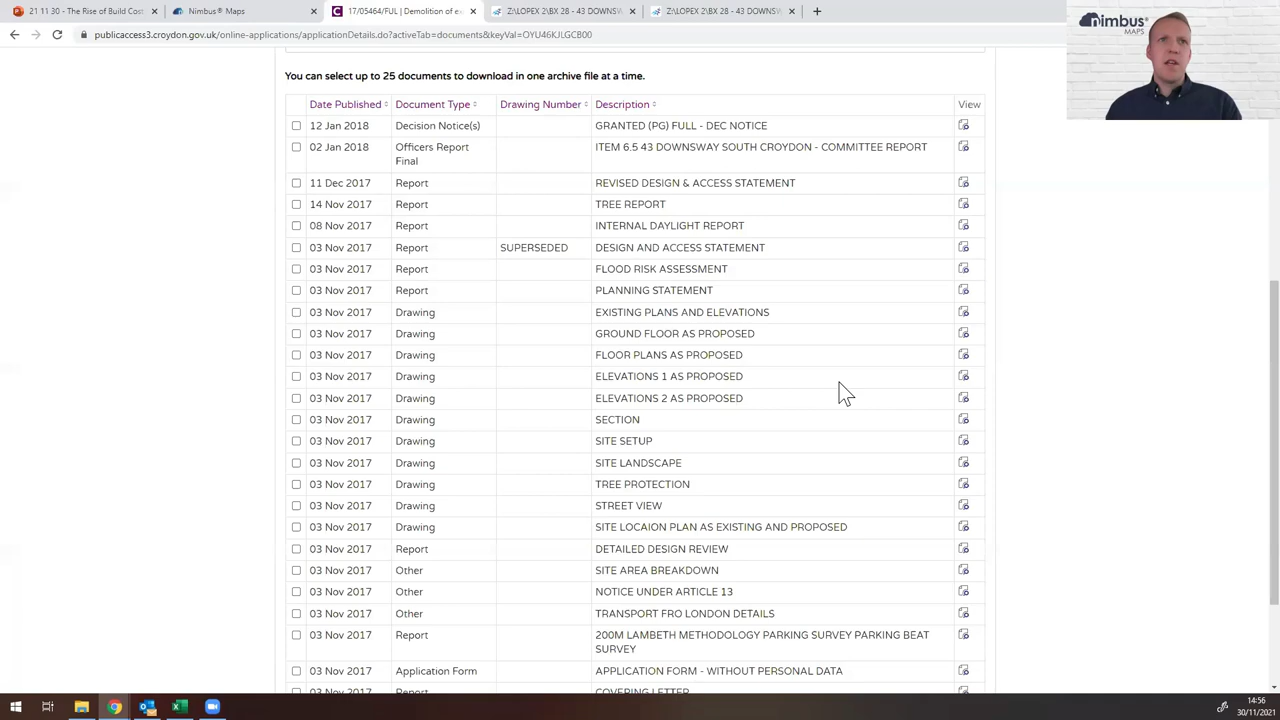 21 11 30 - The Rise of Build Cost
Nimbus® Maps
17/05464/FUL | Demolition of ex
Z:\LOPEX 2\BX 28 - 43 DOWNSW
Z:\LOPEX 2\BX 28 - 43 DOWNSW
nimbus®
MAPS
You can select up to 25 documents to download in one archive file at a time.
Date Published Document Type Drawing Number Description View
12 Jan 2018 Decision Notice(s) GRANTED (PG) FULL - DEC NOTICE
02 Jan 2018 Officers Report Final ITEM 6.5 43 DOWNSWAY SOUTH CROYDON - COMMITTEE REPORT
11 Dec 2017 Report REVISED DESIGN & ACCESS STATEMENT
14 Nov 2017 Report TREE REPORT
08 Nov 2017 Report INTERNAL DAYLIGHT REPORT
03 Nov 2017 Report SUPERSEDED DESIGN AND ACCESS STATEMENT
03 Nov 2017 Report FLOOD RISK ASSESSMENT
03 Nov 2017 Report PLANNING STATEMENT
03 Nov 2017 Drawing EXISTING PLANS AND ELEVATIONS
03 Nov 2017 Drawing GROUND FLOOR AS PROPOSED
03 Nov 2017 Drawing FLOOR PLANS AS PROPOSED
03 Nov 2017 Drawing ELEVATIONS 1 AS PROPOSED
03 Nov 2017 Drawing ELEVATIONS 2 AS PROPOSED
03 Nov 2017 Drawing SECTION
03 Nov 2017 Drawing SITE SETUP
03 Nov 2017 Drawing SITE LANDSCAPE
03 Nov 2017 Drawing TREE PROTECTION
03 Nov 2017 Drawing STREET VIEW
03 Nov 2017 Drawing SITE LOCAION PLAN AS EXISTING AND PROPOSED
03 Nov 2017 Report DETAILED DESIGN REVIEW
03 Nov 2017 Other SITE AREA BREAKDOWN
03 Nov 2017 Other NOTICE UNDER ARTICLE 13
03 Nov 2017 Other TRANSPORT FRO LONDON DETAILS
03 Nov 2017 Report 200M LAMBETH METHODOLOGY PARKING SURVEY PARKING BEAT
SURVEY
03 Nov 2017 Application Form APPLICATION FORM - WITHOUT PERSONAL DATA
03 Nov 2017 Report COVERING LETTER
14:56
30/11/2021